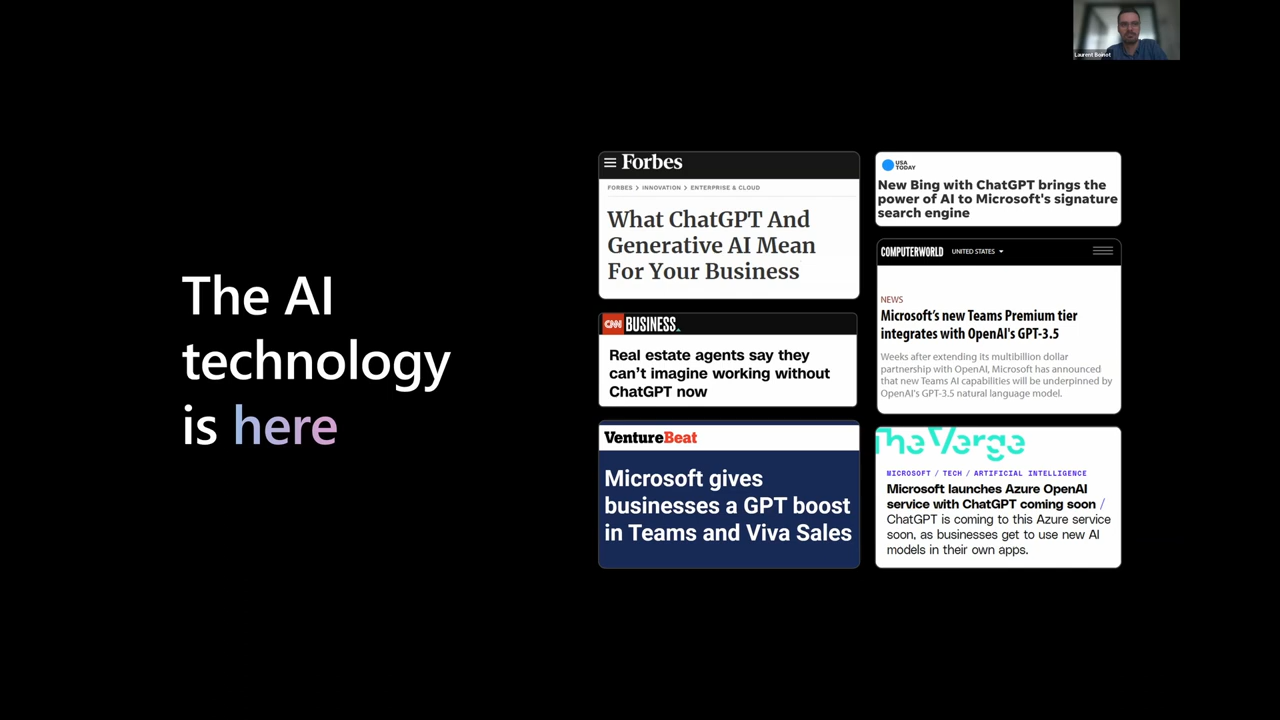 Laurent Boinot
The AI
technology
is here
Forbes
FORBES > INNOVATION > ENTERPRISE & CLOUD
What ChatGPT And
Generative AI Mean
For Your Business
CNN BUSINESS
Real estate agents say they
can't imagine working without
ChatGPT now
VentureBeat
Microsoft gives
businesses a GPT boost
in Teams and Viva Sales
USA
TODAY
New Bing with ChatGPT brings the
power of AI to Microsoft's signature
search engine
COMPUTERWORLD UNITED STATES
NEWS
Microsoft's new Teams Premium tier
integrates with OpenAI's GPT-3.5
Weeks after extending its multibillion dollar
partnership with OpenAI, Microsoft has announced
that new Teams AI capabilities will be underpinned by
OpenAI's GPT-3.5 natural language model.
The Verge
MICROSOFT / TECH / ARTIFICIAL INTELLIGENCE
Microsoft launches Azure OpenAI
service with ChatGPT coming soon /
ChatGPT is coming to this Azure service
soon, as businesses get to use new AI
models in their own apps.